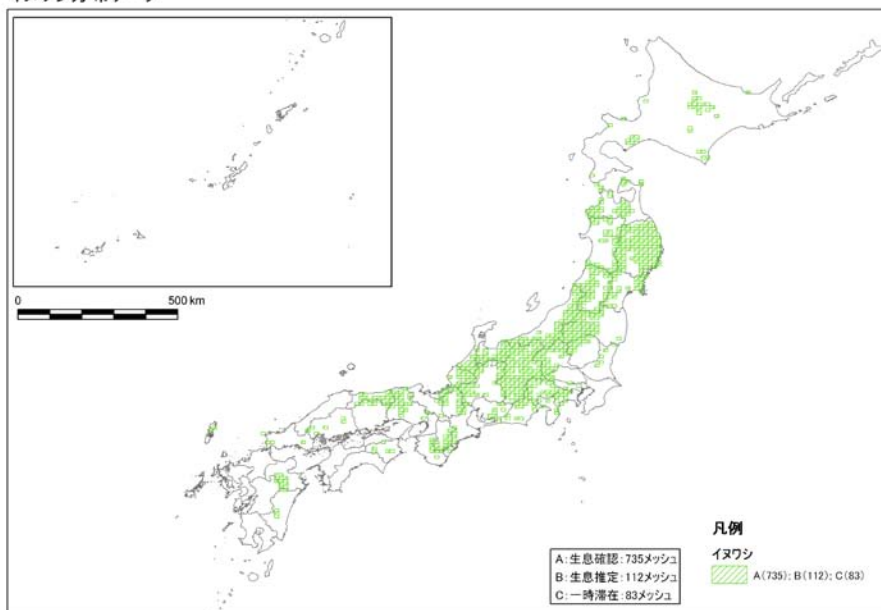 0
500 km
A:生息確認:735メッシュ
B:生息推定:112メッシュ
C:一時滞在:83メッシュ
凡例
イヌワシ
A(735); B(112); C(83)